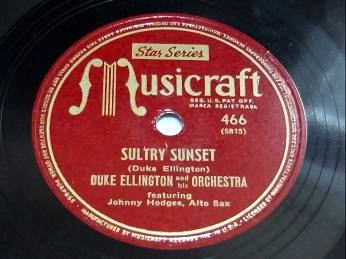 Star Series
Musicraft
REG. U.S. PAT. OFF.
MARCA REGISTRADA
466
(5813)
SULTRY SUNSET
(Duke Ellington)
DUKE ELLINGTON and his ORCHESTRA
featuring
Johnny Hodges, Alto Sax
MANUFACTURED BY MUSICRAFT RECORDS INC. IN U.S.A.